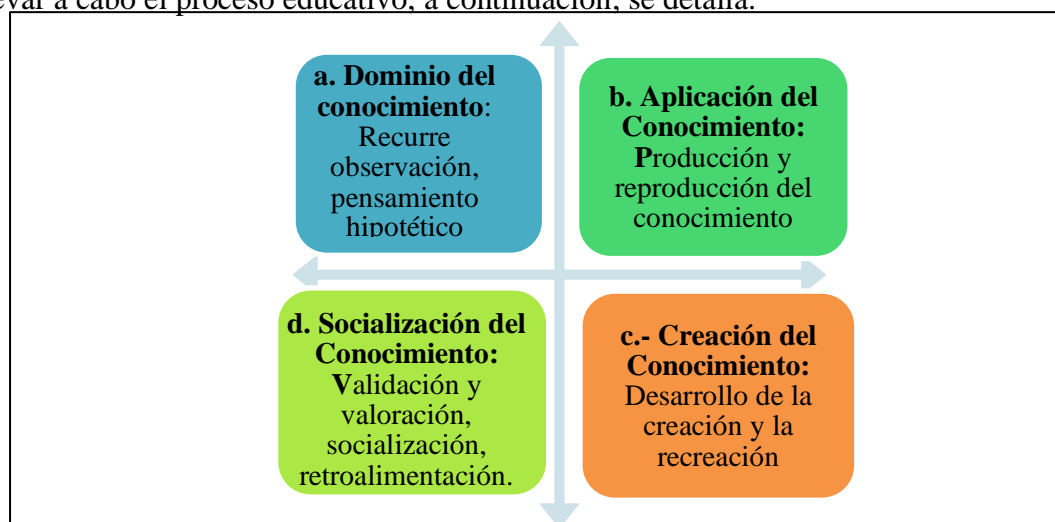 evar a cabo el proceso educativo, a continuación, se detalla:
a. Dominio del
conocimiento:
Recurre
observación,
pensamiento
hipotético
b. Aplicación del
Conocimiento:
Producción y
reproducción del
conocimiento
c.- Creación del
Conocimiento:
Desarrollo de la
creación y la
recreación
d. Socialización del
Conocimiento:
Validación y
valoración,
socialización,
retroalimentación.